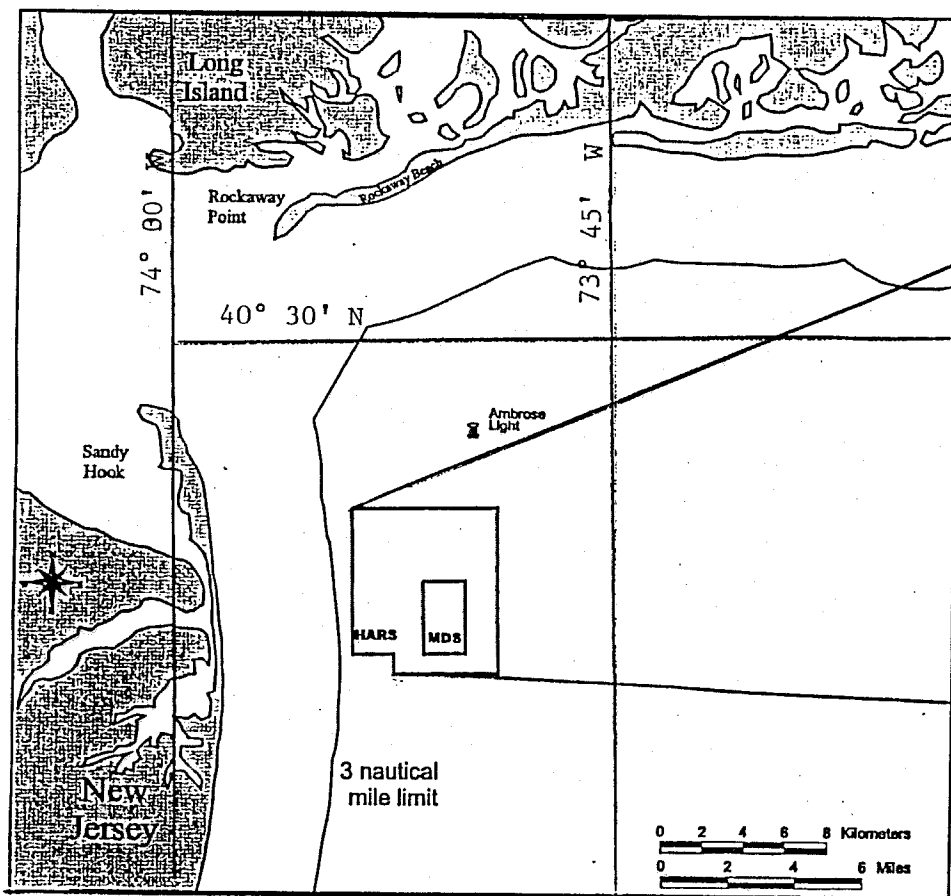 Long
Island
Rockaway Beach
Rockaway
Point
74° 00' W
73° 45' W
40° 30' N
Ambrose
Light
Sandy
Hook
HARS
MDS
3 nautical
mile limit
New
Jersey
0 2 4 6 8 Kilometers
0 2 4 6 Miles